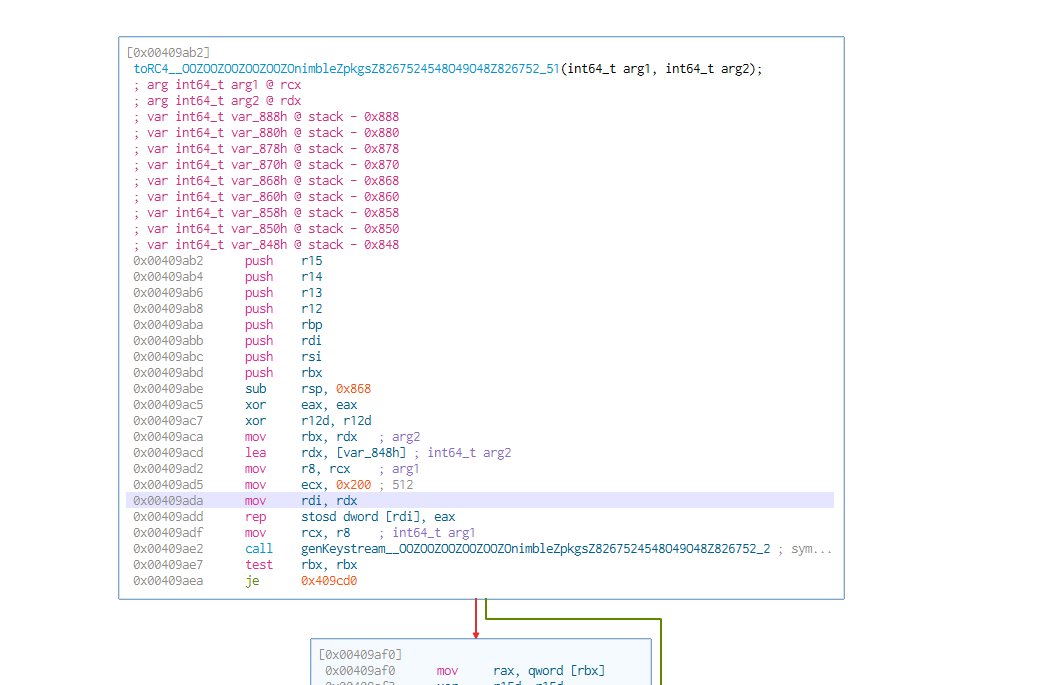 [0x00409ab2]
toRC4__OOZOOZOOZOOZOOZOnimbleZpkgsZ8267524548O49O48Z826752_51(int64_t arg1, int64_t arg2);
; arg int64_t arg1 @ rcx
; arg int64_t arg2 @ rdx
; var int64_t var_888h @ stack - 0x888
; var int64_t var_880h @ stack - 0x880
; var int64_t var_878h @ stack - 0x878
; var int64_t var_870h @ stack - 0x870
; var int64_t var_868h @ stack - 0x868
; var int64_t var_860h @ stack - 0x860
; var int64_t var_858h @ stack - 0x858
; var int64_t var_850h @ stack - 0x850
; var int64_t var_848h @ stack - 0x848
0x00409ab2 push r15
0x00409ab4 push r14
0x00409ab6 push r13
0x00409ab8 push r12
0x00409aba push rbp
0x00409abb push rdi
0x00409abc push rsi
0x00409abd push rbx
0x00409abe sub rsp, 0x868
0x00409ac5 xor eax, eax
0x00409ac7 xor r12d, r12d
0x00409aca mov rbx, rdx ; arg2
0x00409acd lea rdx, [var_848h] ; int64_t arg2
0x00409ad2 mov r8, rcx ; arg1
0x00409ad5 mov ecx, 0x200 ; 512
0x00409ada mov rdi, rdx
0x00409add rep stosd dword [rdi], eax
0x00409adf mov rcx, r8 ; int64_t arg1
0x00409ae2 call genKeystream__OOZOOZOOZOOZOOZOnimbleZpkgsZ8267524548O49O48Z826752_2 ; sym...
0x00409ae7 test rbx, rbx
0x00409aea je 0x409cd0
[0x00409af0]
0x00409af0 mov rax, qword [rbx]